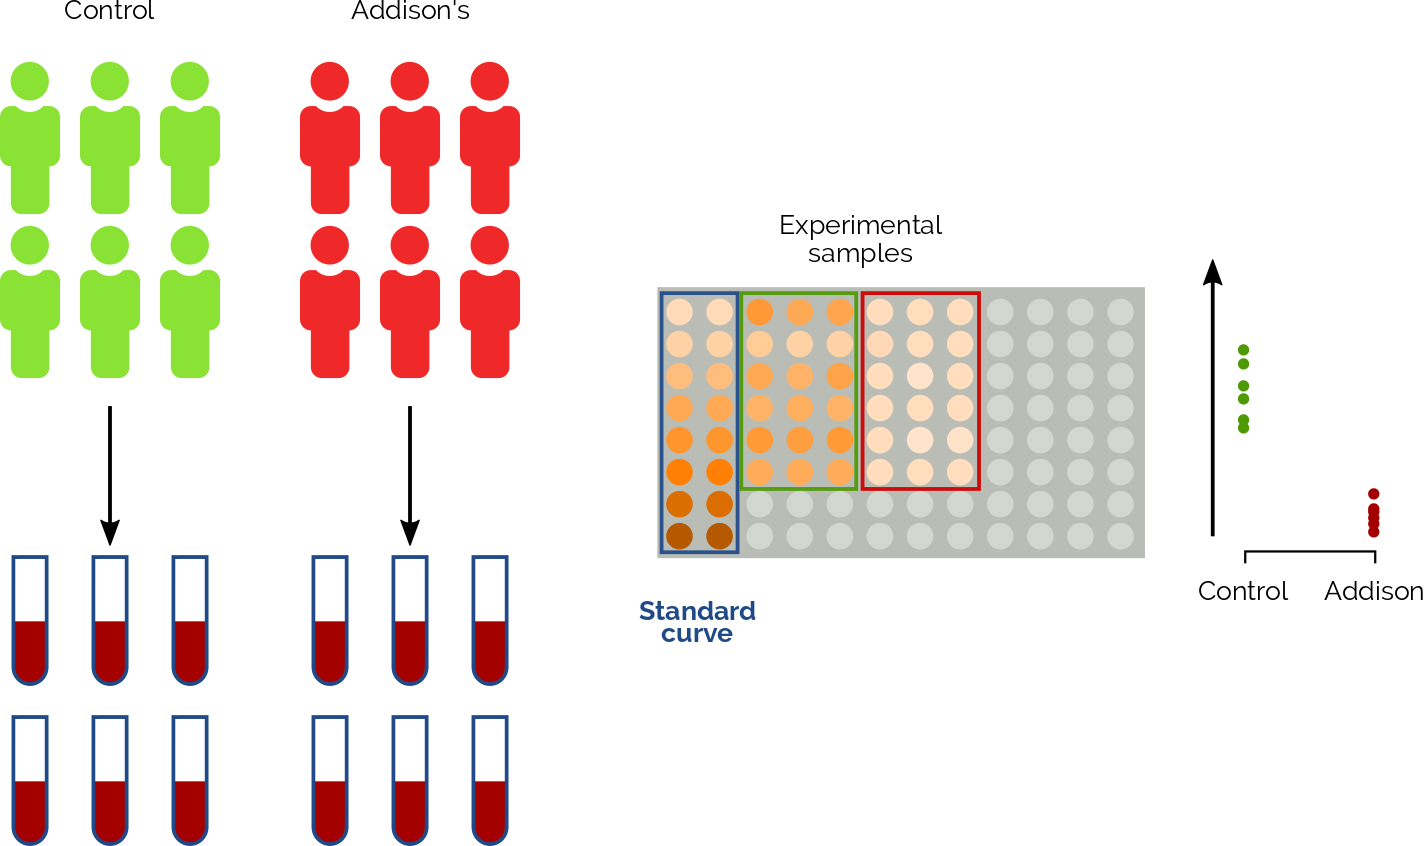 Control
Addison's
Experimental
samples
Standard
curve
Control
Addison